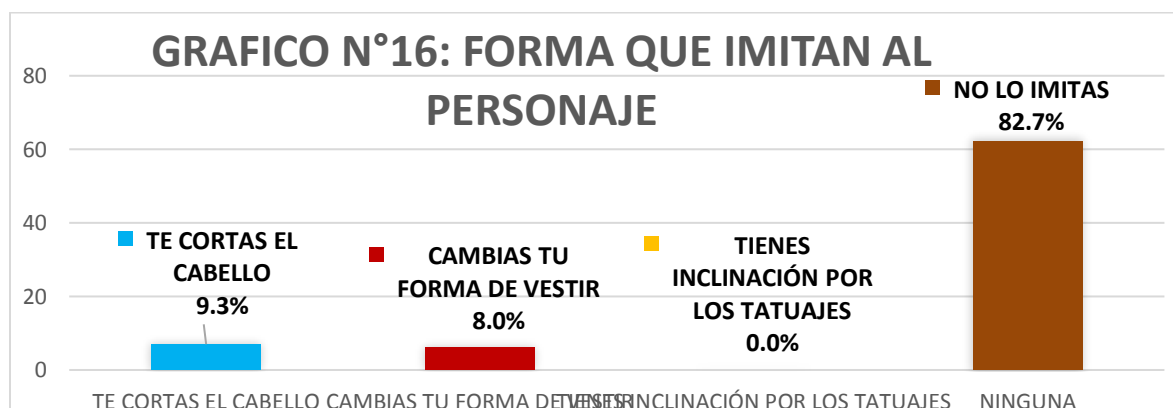 GRAFICO N°16: FORMA QUE IMITAN AL
PERSONAJE
80
60
40
20
0
TE CORTAS EL
CABELLO
9.3%
CAMBIAS TU
FORMA DE VESTIR
8.0%
TIENES
INCLINACIÓN POR
LOS TATUAJES
0.0%
NO LO IMITAS
82.7%
TE CORTAS EL CABELLO
CAMBIAS TU FORMA DE VESTIR
TIENES INCLINACIÓN POR LOS TATUAJES
NINGUNA